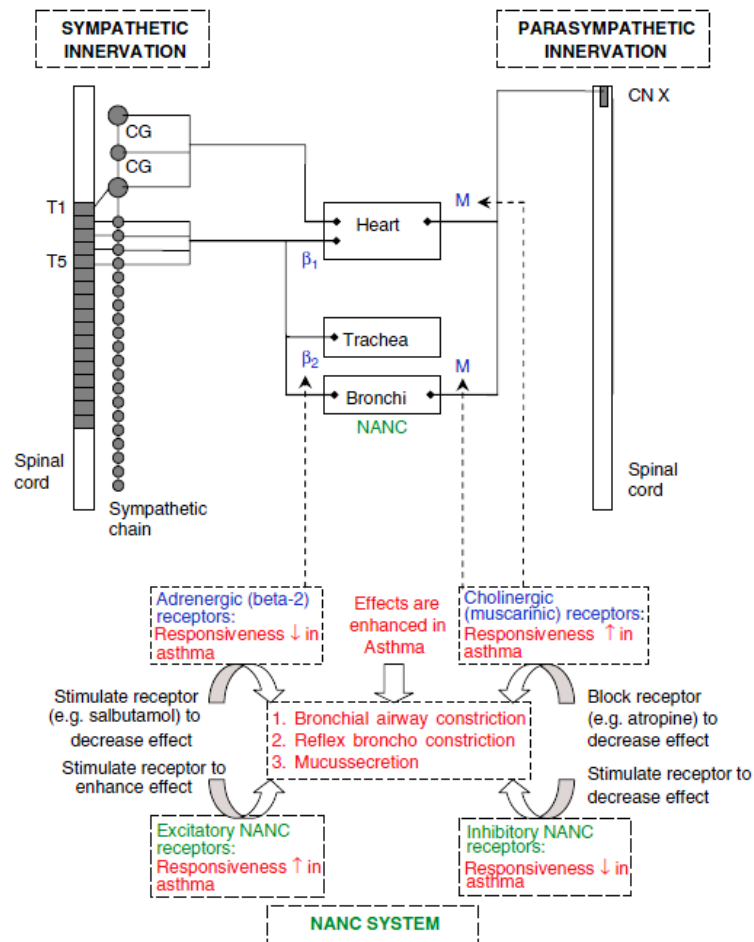 SYMPATHETIC
INNERVATION
PARASYMPATHETIC
INNERVATION
CN X
CG
CG
T1
T5
M
Heart
β1
Trachea
β2
M
Bronchi
NANC
Spinal
cord
Sympathetic
chain
Spinal
cord
Adrenergic (beta-2)
receptors:
Responsiveness ↓ in
asthma
Effects are
enhanced in
Asthma
Cholinergic
(muscarinic) receptors:
Responsiveness ↑ in
asthma
Stimulate receptor
(e.g. salbutamol) to
decrease effect
1. Bronchial airway constriction
2. Reflex broncho constriction
3. Mucussecretion
Block receptor
(e.g. atropine) to
decrease effect
Stimulate receptor to
enhance effect
Stimulate receptor to
decrease effect
Excitatory NANC
receptors:
Responsiveness ↑ in
asthma
Inhibitory NANC
receptors:
Responsiveness ↓ in
asthma
NANC SYSTEM